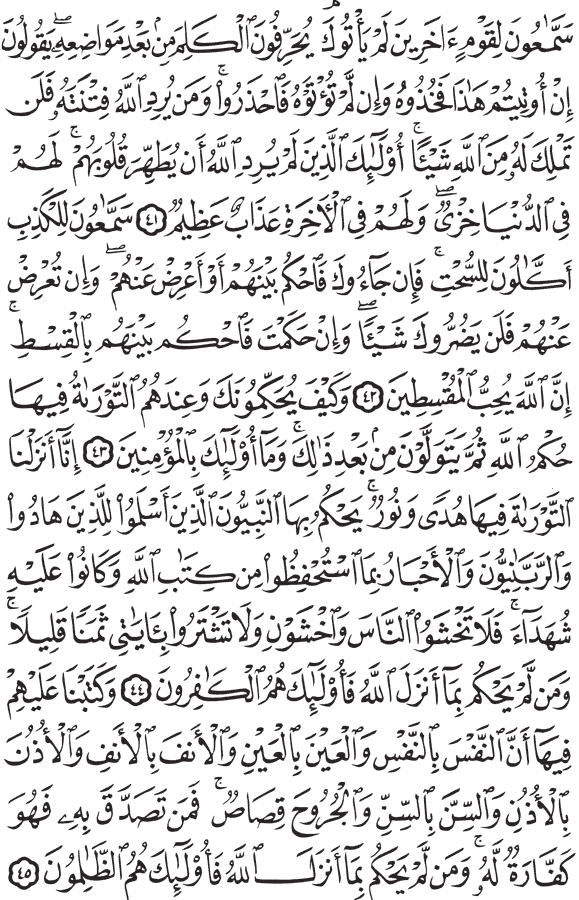 سَمَّٰعُونَ لِقَوْمٍ ءَاخَرِينَ لَمْ يَأْتُوكَ ۖ يُحَرِّفُونَ ٱلْكَلِمَ مِنۢ بَعْدِ مَوَاضِعِهِۦ ۖ يَقُولُونَ
إِنْ أُوتِيتُمْ هَٰذَا فَخُذُوهُ وَإِن لَّمْ تُؤْتَوْهُ فَٱحْذَرُوا۟ ۚ وَمَن يُرِدِ ٱللَّهُ فِتْنَتَهُۥ فَلَن
تَمْلِكَ لَهُۥ مِنَ ٱللَّهِ شَيْـًٔا ۚ أُو۟لَٰٓئِكَ ٱلَّذِينَ لَمْ يُرِدِ ٱللَّهُ أَن يُطَهِّرَ قُلُوبَهُمْ ۚ لَهُمْ
فِى ٱلدُّنْيَا خِزْىٌ ۖ وَلَهُمْ فِى ٱلْءَاخِرَةِ عَذَابٌ عَظِيمٌ ٤١ سَمَّٰعُونَ لِلْكَذِبِ
أَكَّٰلُونَ لِلسُّحْتِ ۚ فَإِن جَآءُوكَ فَٱحْكُم بَيْنَهُمْ أَوْ أَعْرِضْ عَنْهُمْ ۖ وَإِن تُعْرِضْ
عَنْهُمْ فَلَن يَضُرُّوكَ شَيْـًٔا ۖ وَإِنْ حَكَمْتَ فَٱحْكُم بَيْنَهُم بِٱلْقِسْطِ ۚ
إِنَّ ٱللَّهَ يُحِبُّ ٱلْمُقْسِطِينَ ٤٢ وَكَيْفَ يُحَكِّمُونَكَ وَعِندَهُمُ ٱلتَّوْرَىٰةُ فِيهَا
حُكْمُ ٱللَّهِ ثُمَّ يَتَوَلَّوْنَ مِنۢ بَعْدِ ذَٰلِكَ ۚ وَمَآ أُو۟لَٰٓئِكَ بِٱلْمُؤْمِنِينَ ٤٣ إِنَّآ أَنزَلْنَا
ٱلتَّوْرَىٰةَ فِيهَا هُدًى وَنُورٌ ۚ يَحْكُمُ بِهَا ٱلنَّبِيُّونَ ٱلَّذِينَ أَسْلَمُوا۟ لِلَّذِينَ هَادُوا۟
وَٱلرَّبَّٰنِيُّونَ وَٱلْأَحْبَارُ بِمَا ٱسْتُحْفِظُوا۟ مِن كِتَٰبِ ٱللَّهِ وَكَانُوا۟ عَلَيْهِ
شُهَدَآءَ ۚ فَلَا تَخْشَوُا۟ ٱلنَّاسَ وَٱخْشَوْنِ وَلَا تَشْتَرُوا۟ بِـَٔايَٰتِى ثَمَنًا قَلِيلًا ۚ
وَمَن لَّمْ يَحْكُم بِمَآ أَنزَلَ ٱللَّهُ فَأُو۟لَٰٓئِكَ هُمُ ٱلْكَٰفِرُونَ ٤٤ وَكَتَبْنَا عَلَيْهِمْ
فِيهَآ أَنَّ ٱلنَّفْسَ بِٱلنَّفْسِ وَٱلْعَيْنَ بِٱلْعَيْنِ وَٱلْأَنفَ بِٱلْأَنفِ وَٱلْأُذُنَ
بِٱلْأُذُنِ وَٱلسِّنَّ بِٱلسِّنِّ وَٱلْجُرُوحَ قِصَاصٌ ۚ فَمَن تَصَدَّقَ بِهِۦ فَهُوَ
كَفَّارَةٌ لَّهُۥ ۚ وَمَن لَّمْ يَحْكُم بِمَآ أَنزَلَ ٱللَّهُ فَأُو۟لَٰٓئِكَ هُمُ ٱلظَّٰلِمُونَ ٤٥